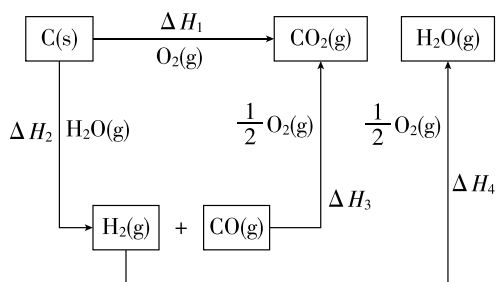 ΔH₁
C(s) CO₂(g) H₂O(g)
O₂(g)
ΔH₂ H₂O(g) 1/2 O₂(g) 1/2 O₂(g)
ΔH₃ ΔH₄
H₂(g) + CO(g)